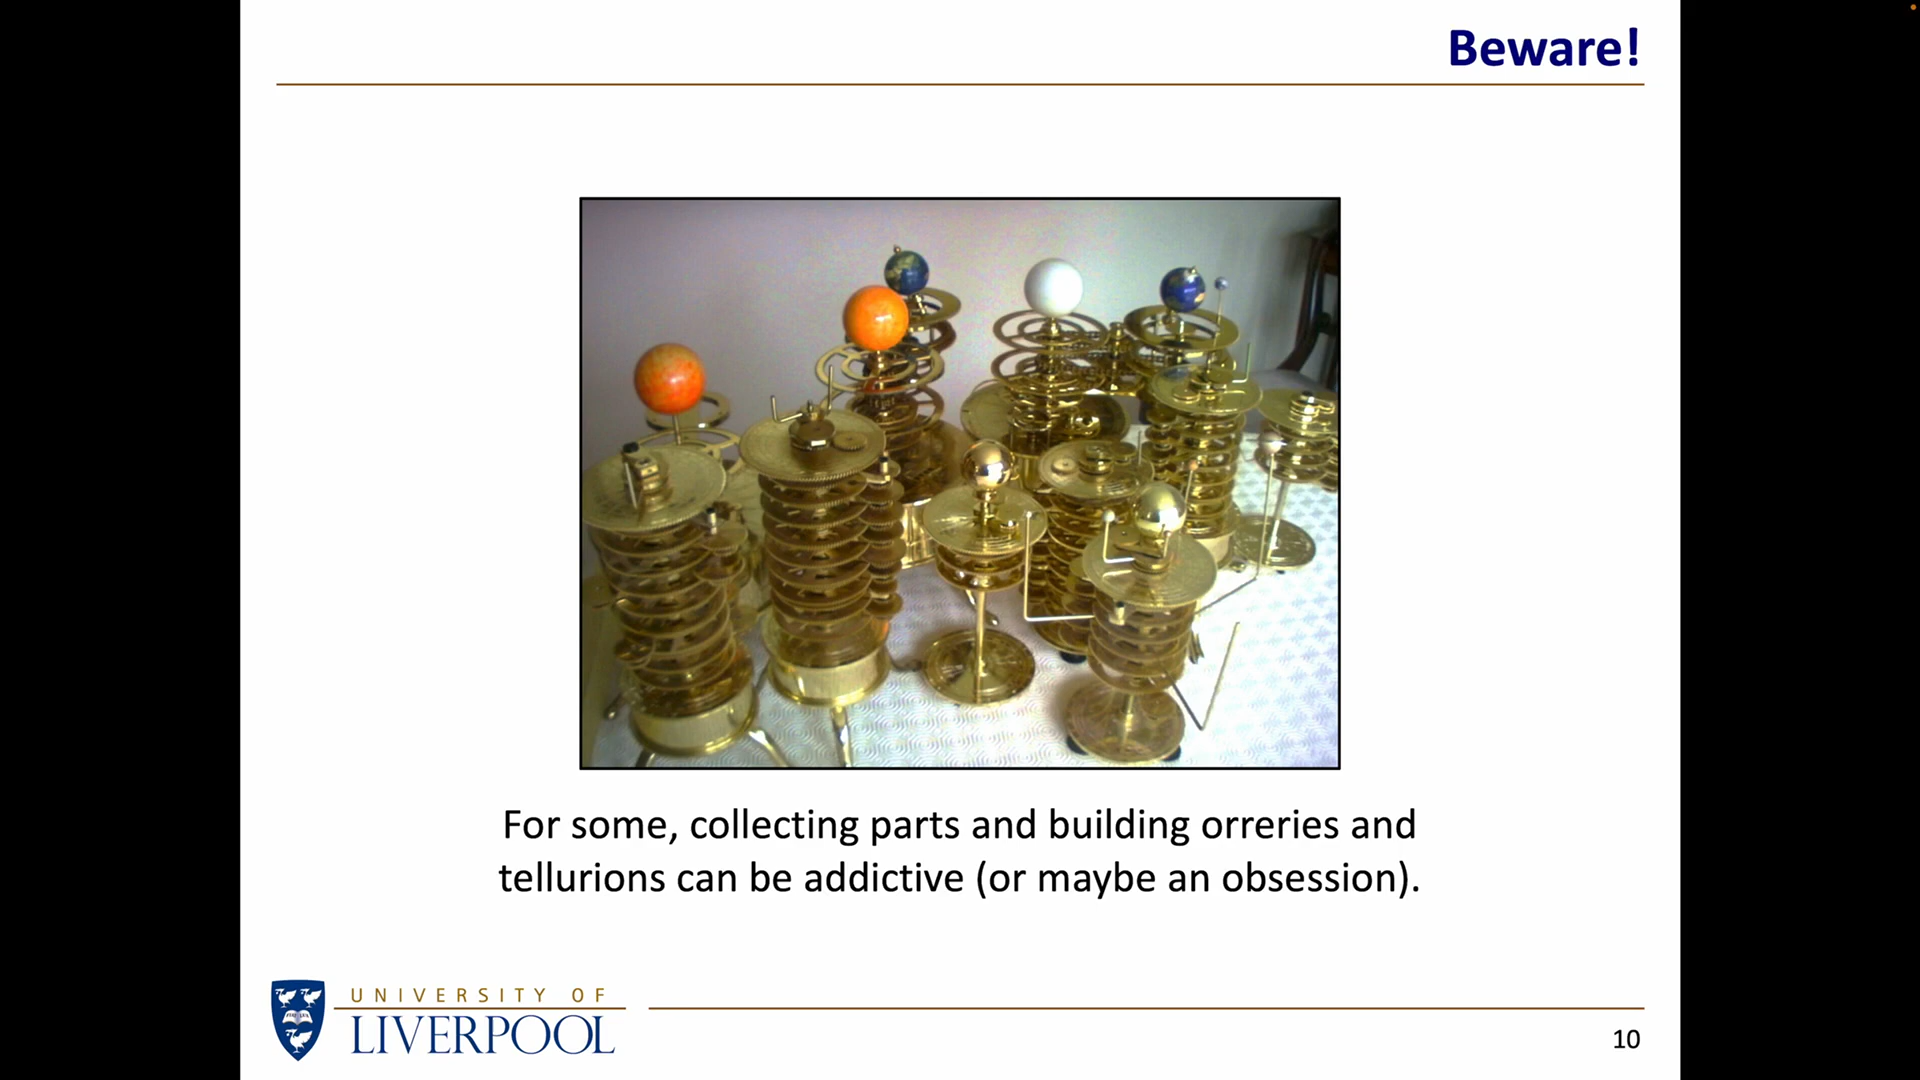 Beware!
For some, collecting parts and building orreries and
tellurions can be addictive (or maybe an obsession).
UNIVERSITY OF
LIVERPOOL
10